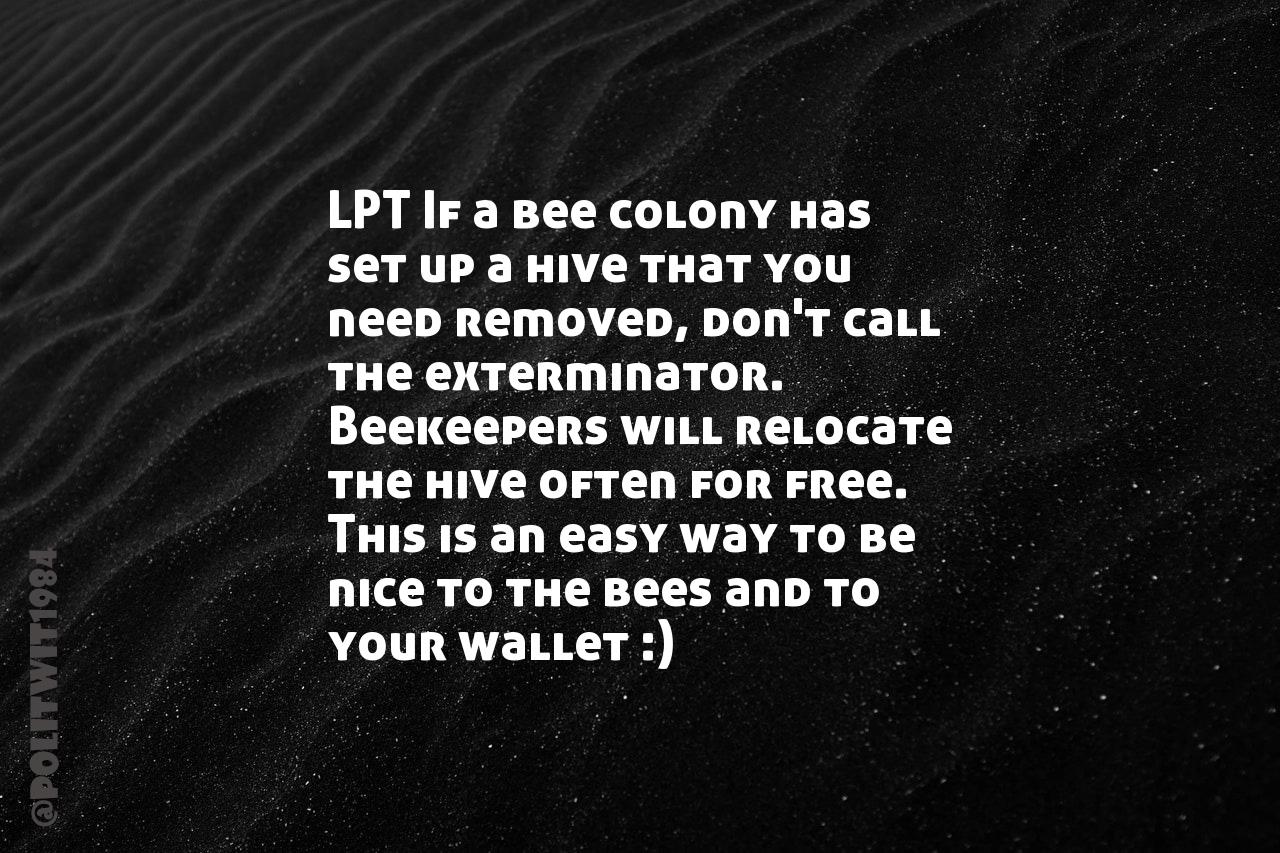 LPT If a bee colony has
set up a hive that you
need removed, don't call
the exterminator.
Beekeepers will relocate
the hive often for free.
This is an easy way to be
nice to the bees and to
your wallet :)
@politwit1984